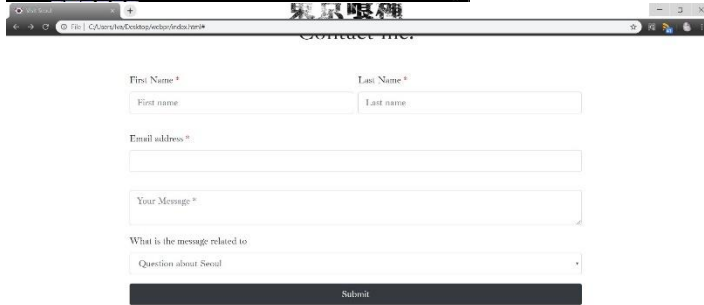 Visit Seoul
File | C:/Users/Iva/Desktop/webpr/index.html#
Contact me:
First Name *
Last Name *
First name
Last name
Email address *
Your Message *
What is the message related to
Question about Seoul
Submit